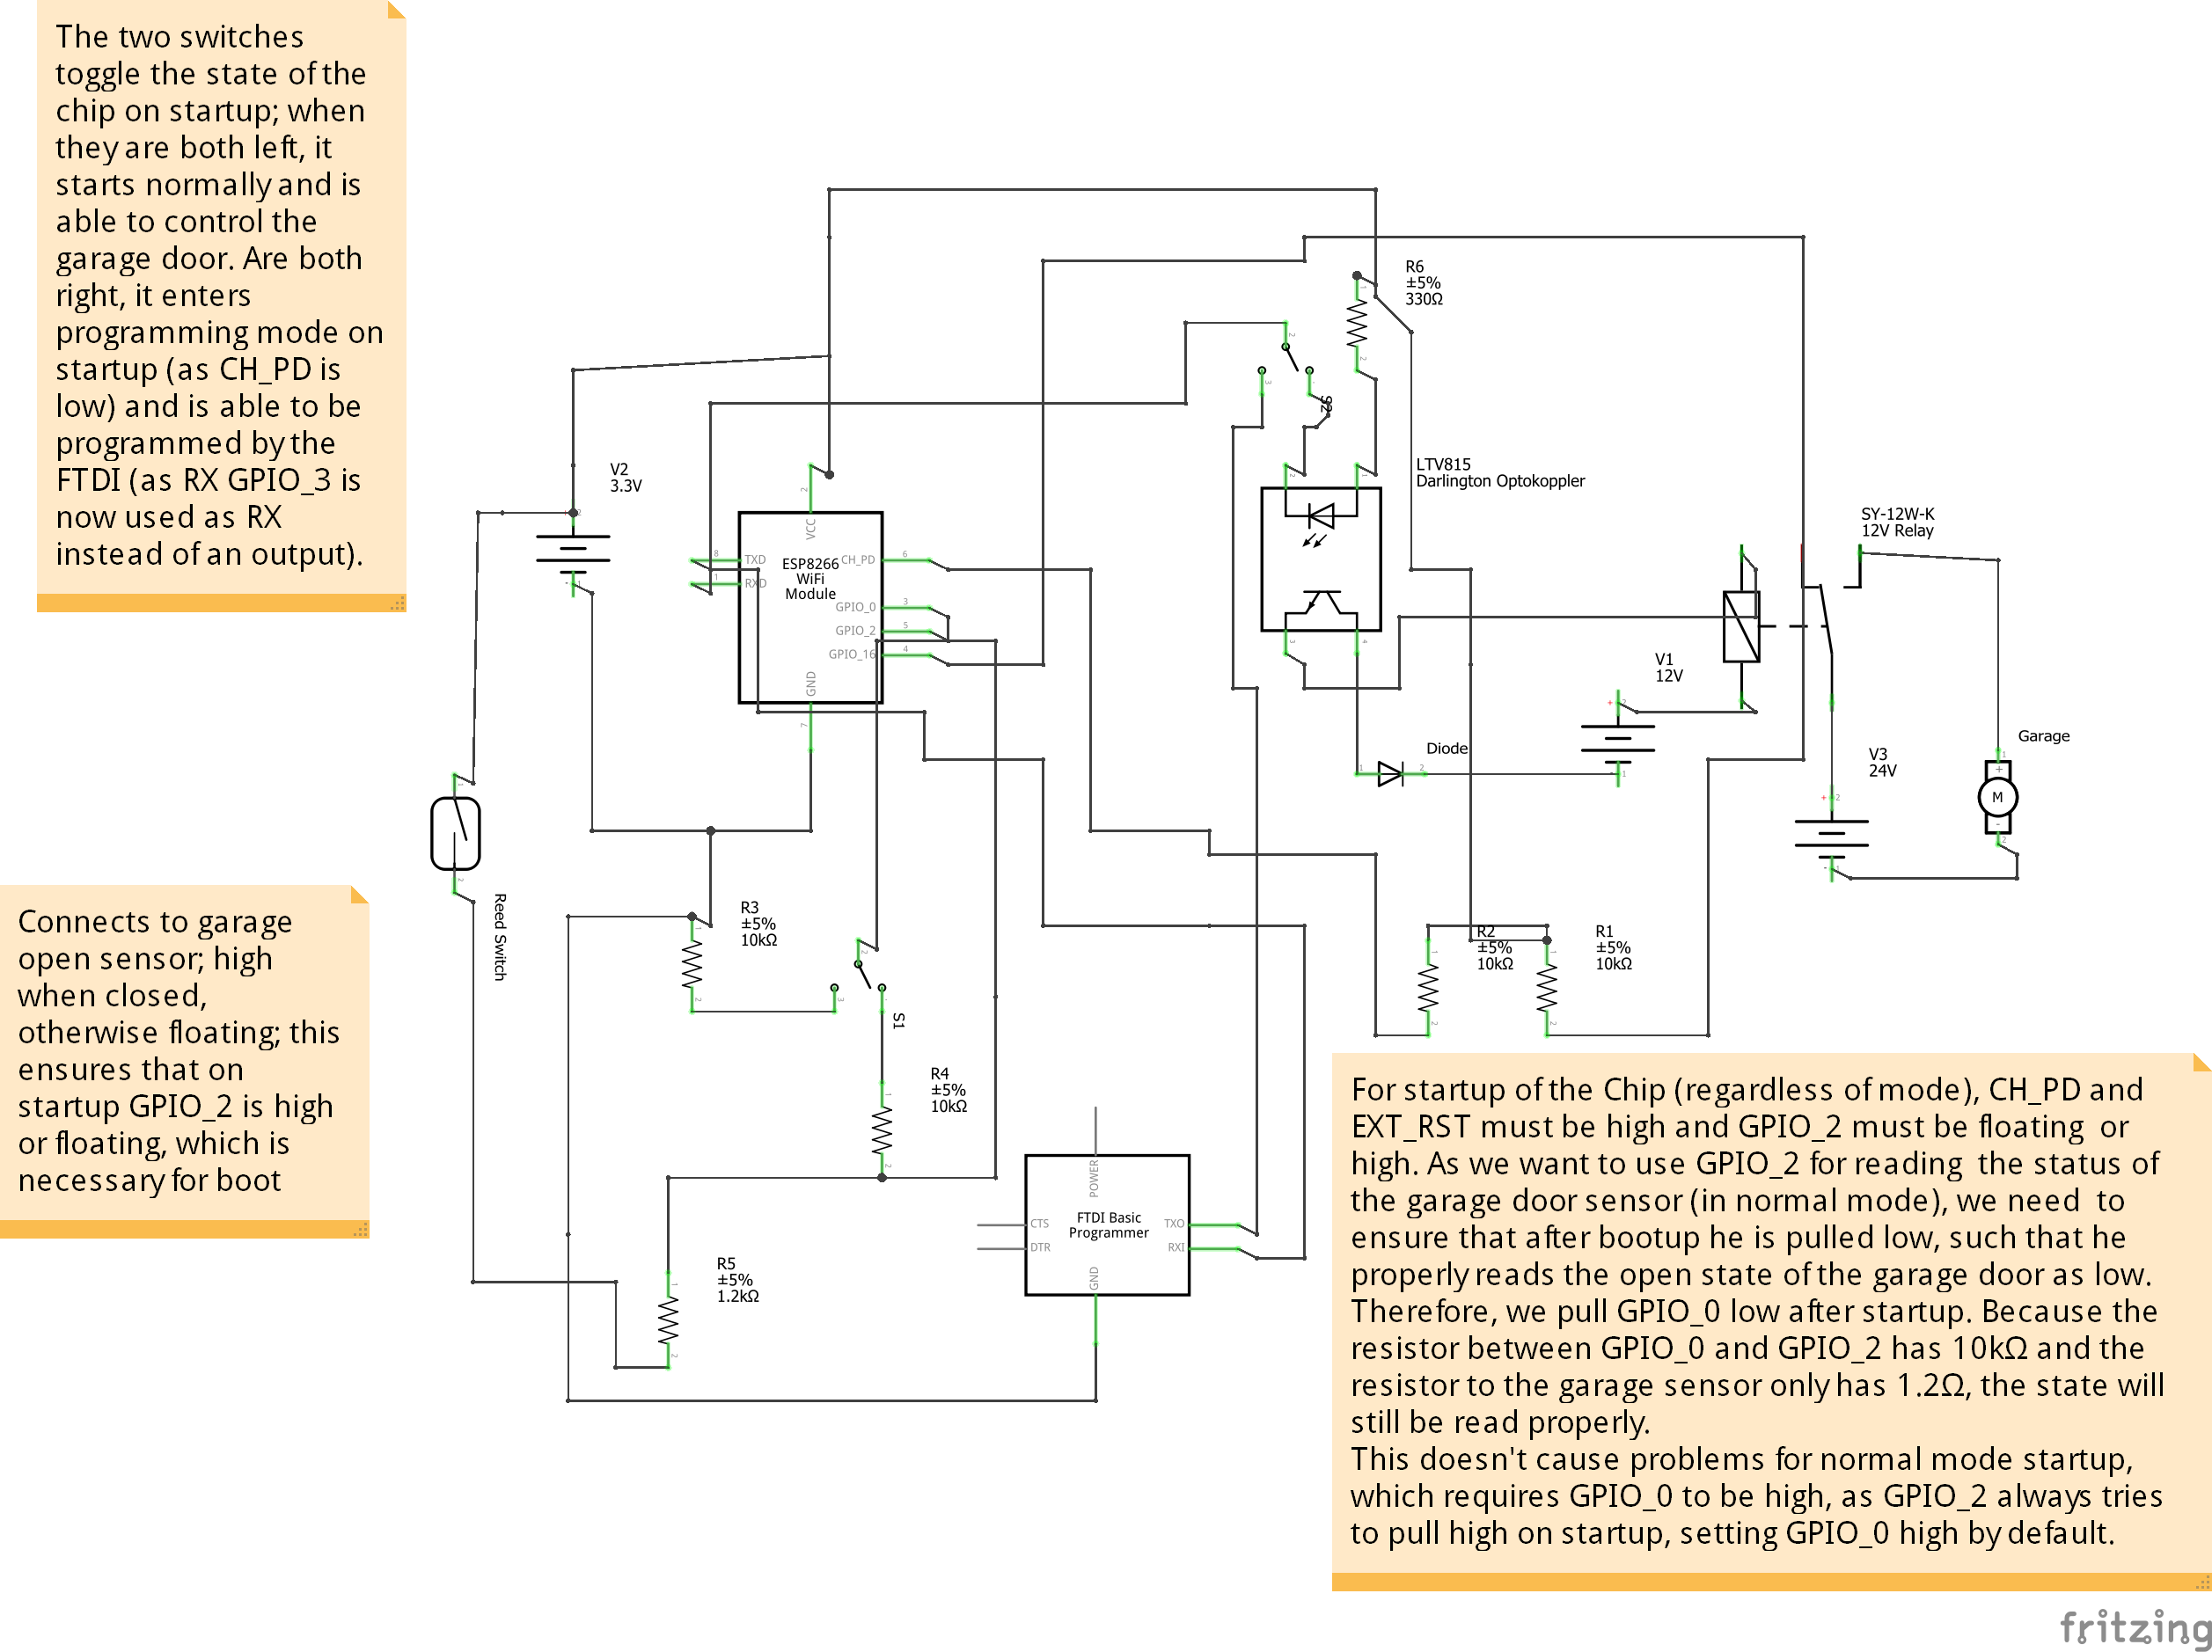 The two switches
toggle the state of the
chip on startup; when
they are both left, it
starts normally and is
able to control the
garage door. Are both
right, it enters
programming mode on
startup (as CH_PD is
low) and is able to be
programmed by the
FTDI (as RX GPIO_3 is
now used as RX
instead of an output).
R6
±5%
330Ω
S2
V2
3.3V
LTV815
Darlington Optokoppler
SY-12W-K
12V Relay
VCC
TXD
RXD
ESP8266
WiFi
Module
CH_PD
GPIO_0
GPIO_2
GPIO_16
GND
V1
12V
Diode
Garage
M
V3
24V
Reed Switch
Connects to garage
open sensor; high
when closed,
otherwise floating; this
ensures that on
startup GPIO_2 is high
or floating, which is
necessary for boot
R3
±5%
10kΩ
S1
R2
±5%
10kΩ
R1
±5%
10kΩ
R4
±5%
10kΩ
POWER
CTS
DTR
FTDI Basic
Programmer
TXO
RXI
GND
R5
±5%
1.2kΩ
For startup of the Chip (regardless of mode), CH_PD and
EXT_RST must be high and GPIO_2 must be floating or
high. As we want to use GPIO_2 for reading the status of
the garage door sensor (in normal mode), we need to
ensure that after bootup he is pulled low, such that he
properly reads the open state of the garage door as low.
Therefore, we pull GPIO_0 low after startup. Because the
resistor between GPIO_0 and GPIO_2 has 10kΩ and the
resistor to the garage sensor only has 1.2Ω, the state will
still be read properly.
This doesn't cause problems for normal mode startup,
which requires GPIO_0 to be high, as GPIO_2 always tries
to pull high on startup, setting GPIO_0 high by default.
fritzing